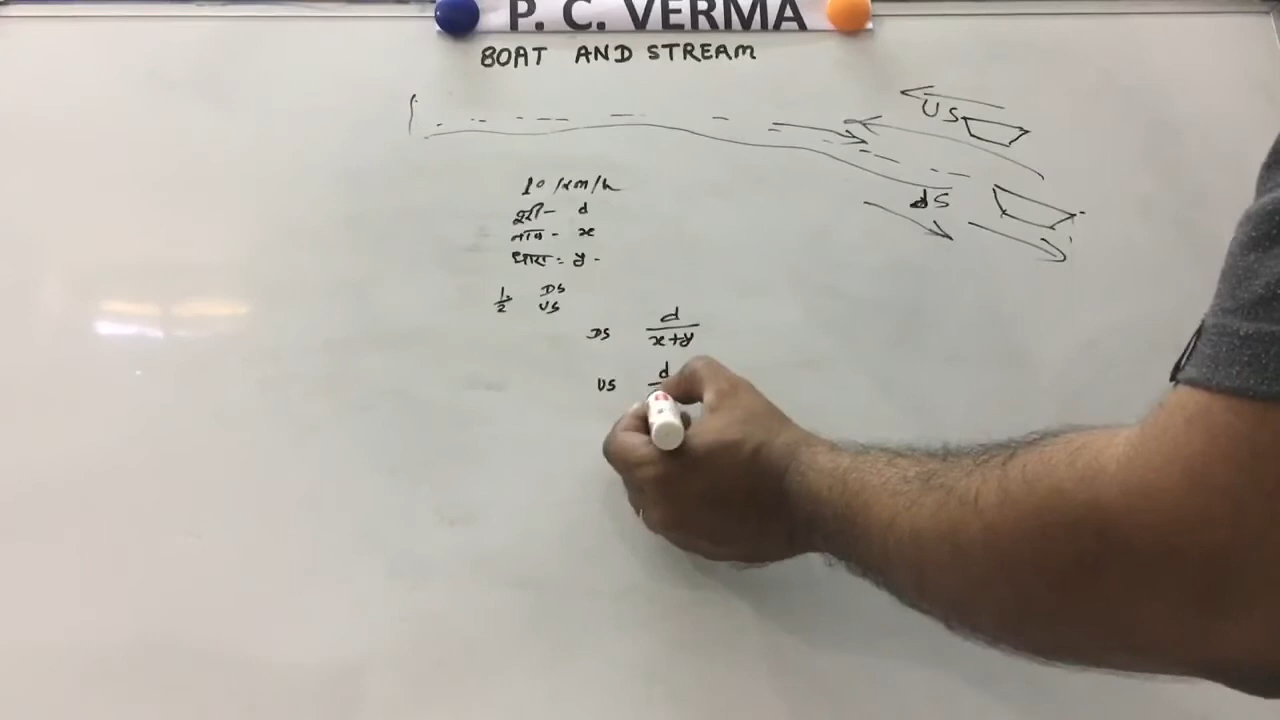 P. C. VERMA
BOAT AND STREAM
US
dS
10 km/h
दूरी - d
नाव - x
धारा = y -
1/2 DS
US
DS d/x+y
US d